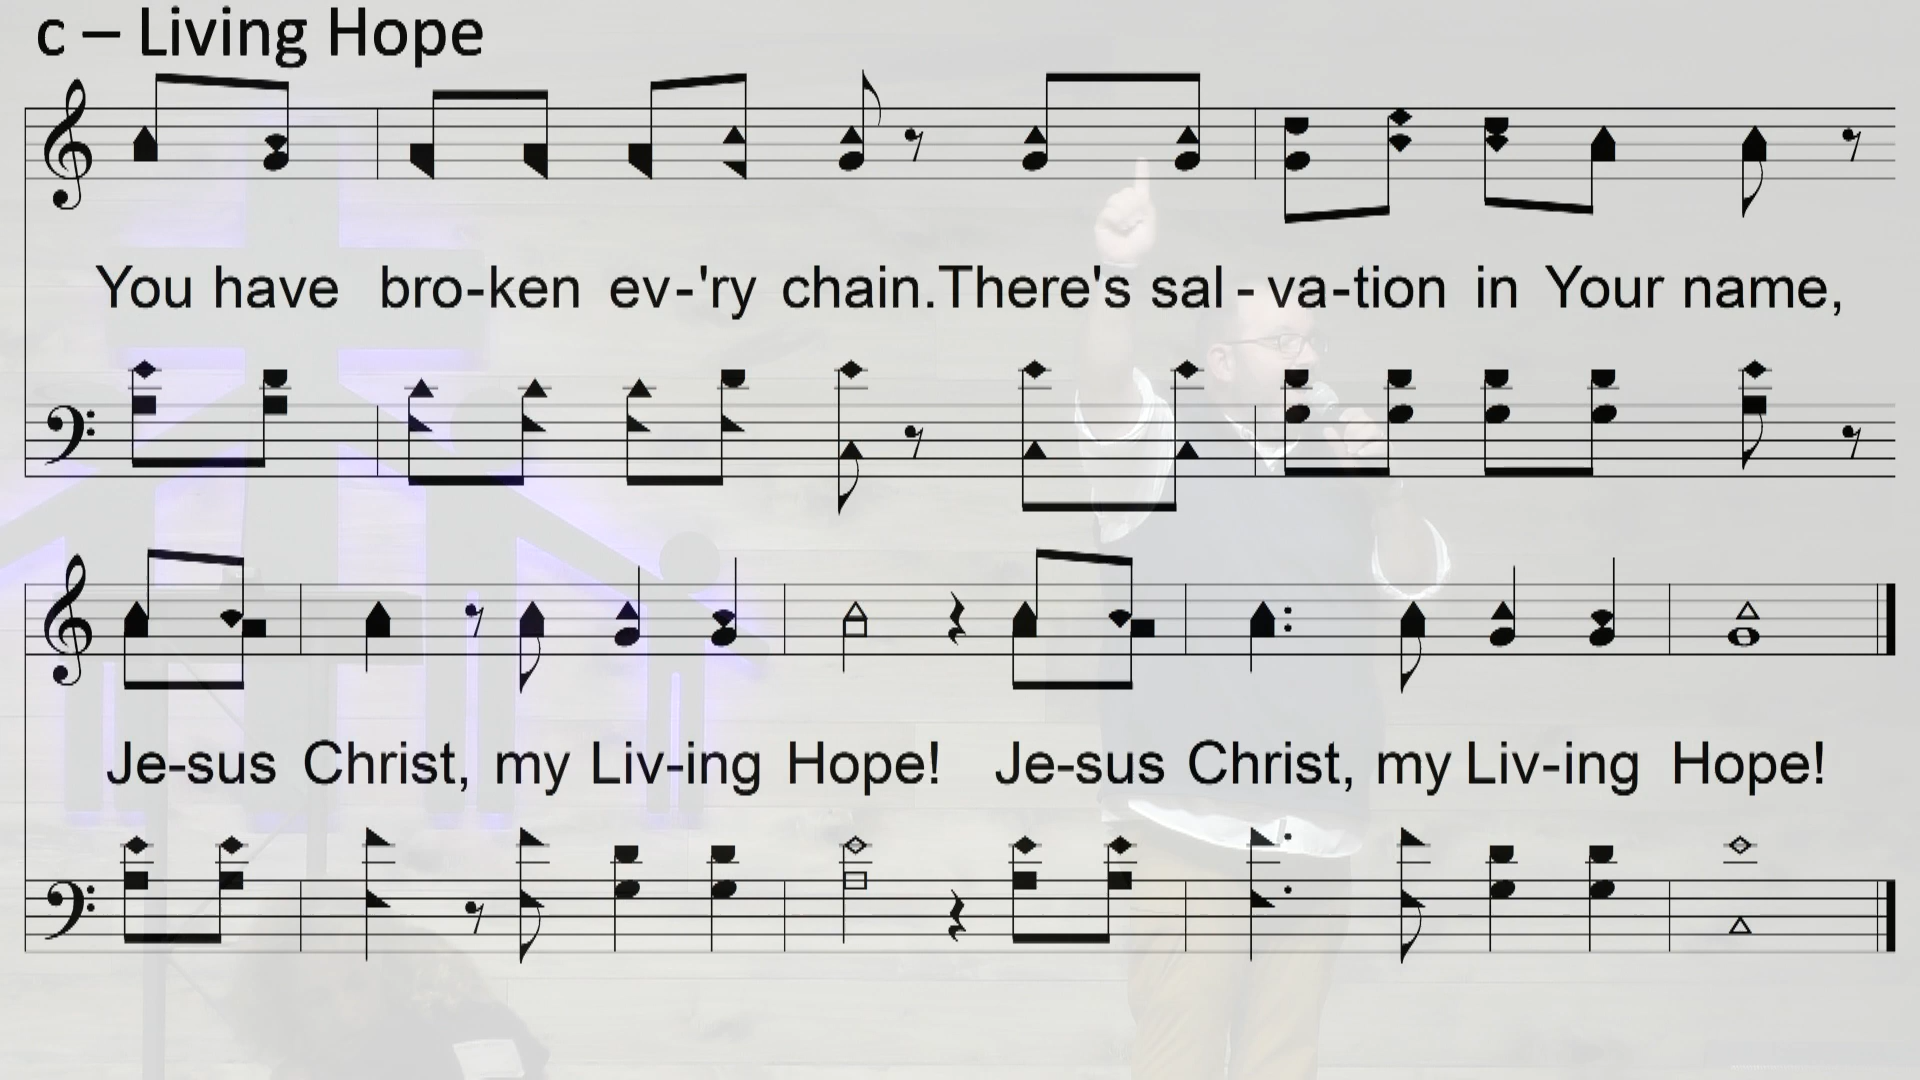 c – Living Hope
You have bro-ken ev-'ry chain.There's sal-va-tion in Your name,
Je-sus Christ, my Liv-ing Hope! Je-sus Christ, my Liv-ing Hope!